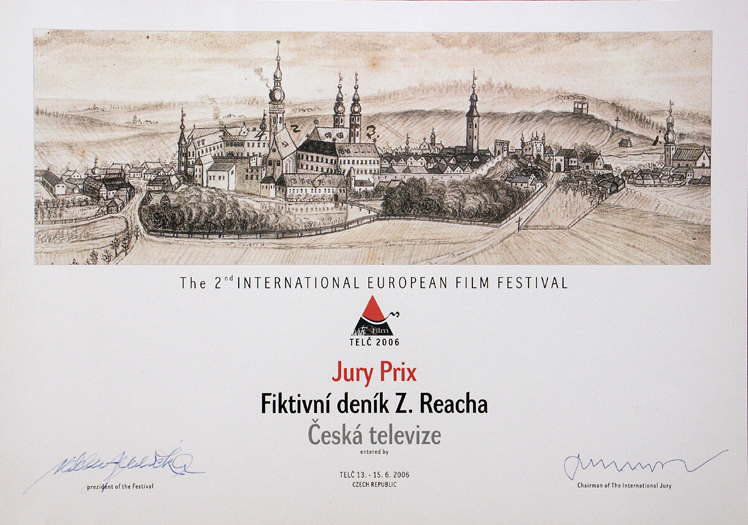 The 2nd INTERNATIONAL EUROPEAN FILM FESTIVAL
film
TELČ 2006
Jury Prix
Fiktivní deník Z. Reacha
Česká televize
entered by
president of the Festival
TELČ 13. - 15. 6. 2006
CZECH REPUBLIC
Chairman of The International Jury